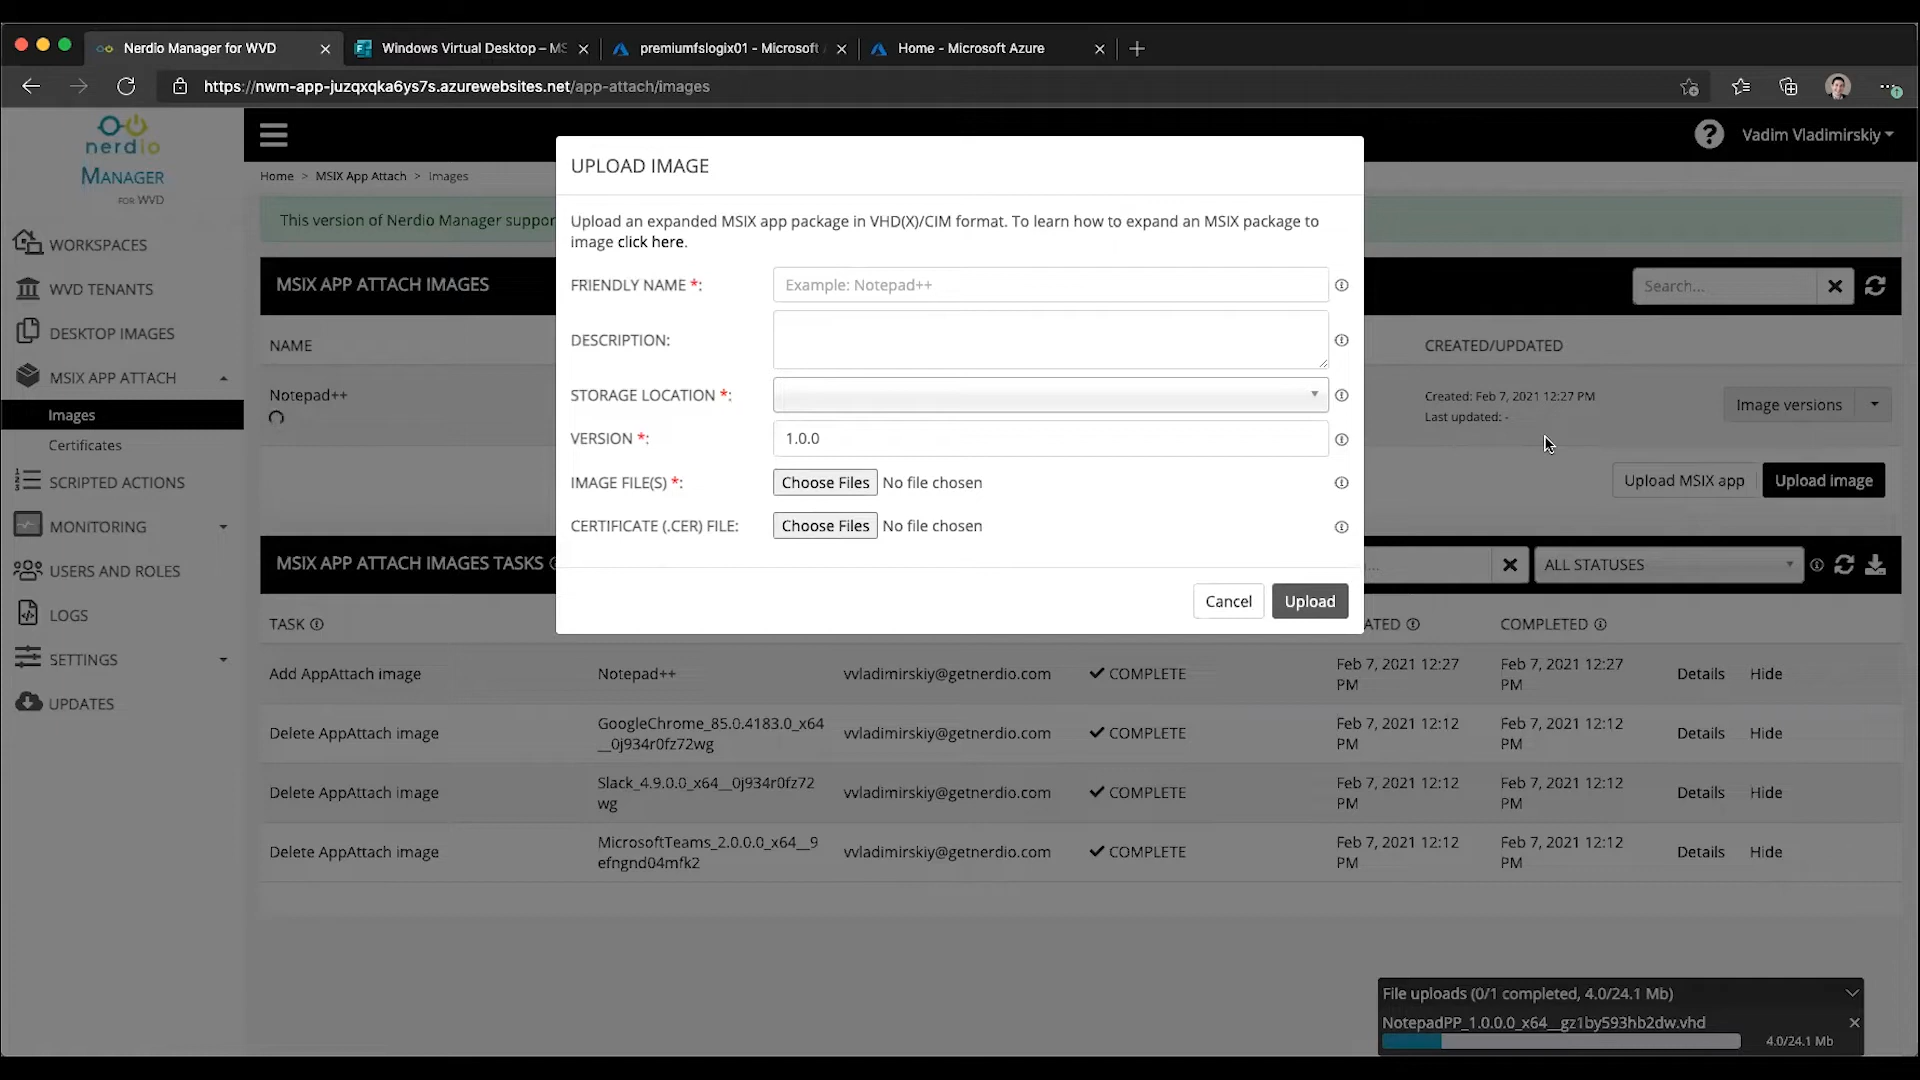 Nerdio Manager for WVD
Windows Virtual Desktop – MS
premiumfslogix01 - Microsoft
Home - Microsoft Azure
https://nwm-app-juzqxqka6ys7s.azurewebsites.net/app-attach/images
nerdio
MANAGER
FOR WVD
Vadim Vladimirskiy
Home > MSIX App Attach > Images
This version of Nerdio Manager suppor
WORKSPACES
WVD TENANTS
DESKTOP IMAGES
MSIX APP ATTACH
Images
Certificates
SCRIPTED ACTIONS
MONITORING
USERS AND ROLES
LOGS
SETTINGS
UPDATES
UPLOAD IMAGE
Upload an expanded MSIX app package in VHD(X)/CIM format. To learn how to expand an MSIX package to
image click here.
FRIENDLY NAME *: Example: Notepad++
DESCRIPTION:
STORAGE LOCATION *:
VERSION *: 1.0.0
IMAGE FILE(S) *: Choose Files No file chosen
CERTIFICATE (.CER) FILE: Choose Files No file chosen
Cancel Upload
MSIX APP ATTACH IMAGES
Search...
NAME
CREATED/UPDATED
Notepad++
Created: Feb 7, 2021 12:27 PM
Last updated: -
Image versions
Upload MSIX app
Upload image
MSIX APP ATTACH IMAGES TASKS
...
ALL STATUSES
TASK
ATED
COMPLETED
Add AppAttach image Notepad++ vvladimirskiy@getnerdio.com COMPLETE Feb 7, 2021 12:27 Feb 7, 2021 12:27 Details Hide
PM PM
Delete AppAttach image GoogleChrome_85.0.4183.0_x64 vvladimirskiy@getnerdio.com COMPLETE Feb 7, 2021 12:12 Feb 7, 2021 12:12 Details Hide
__0j934r0fz72wg PM PM
Delete AppAttach image Slack_4.9.0.0_x64__0j934r0fz72 vvladimirskiy@getnerdio.com COMPLETE Feb 7, 2021 12:12 Feb 7, 2021 12:12 Details Hide
wg PM PM
Delete AppAttach image MicrosoftTeams_2.0.0.0_x64__9 vvladimirskiy@getnerdio.com COMPLETE Feb 7, 2021 12:12 Feb 7, 2021 12:12 Details Hide
efngnd04mfk2 PM PM
File uploads (0/1 completed, 4.0/24.1 Mb)
NotepadPP_1.0.0.0_x64__gz1by593hb2dw.vhd
4.0/24.1 Mb